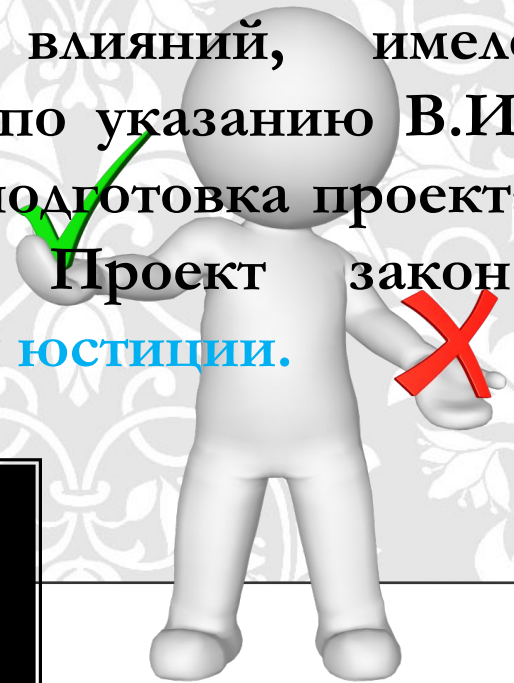 влияний, имел
по указанию В.И
подготовка проект
Проект закон
юстиции.